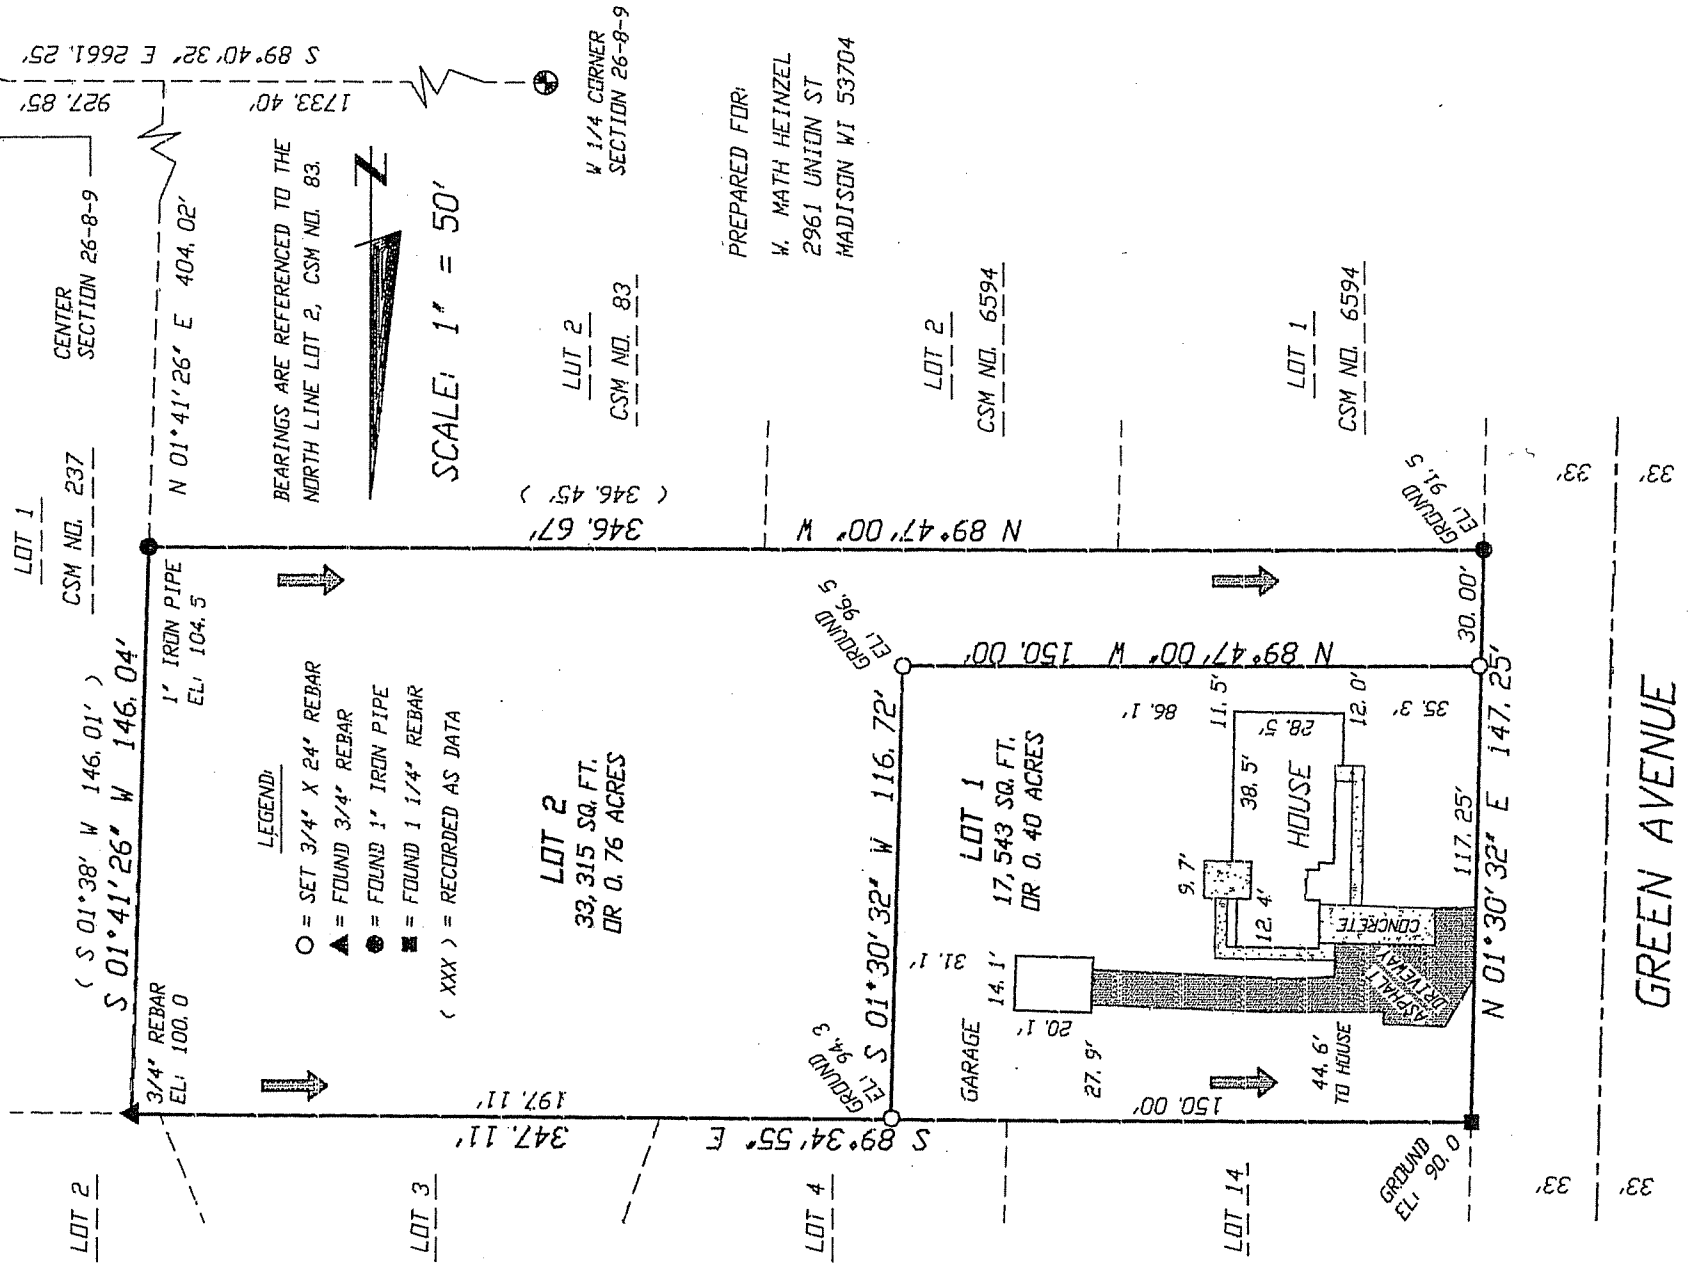 S 89°40'32" E 2661.25'
927.85'
1733.40'
W 1/4 CORNER
SECTION 26-8-9
CENTER
SECTION 26-8-9
N 01°41'26" E 404.02'
BEARINGS ARE REFERENCED TO THE
NORTH LINE LOT 2, CSM NO. 83.
Z
SCALE: 1" = 50'
PREPARED FOR:
W. MATH HEINZEL
2961 UNION ST
MADISON WI 53704
LOT 1
CSM NO. 237
LOT 2
CSM NO. 83
LOT 2
CSM NO. 6594
LOT 1
CSM NO. 6594
( S 01°38' W 146.01' )
S 01°41'26" W 146.04'
1" IRON PIPE
EL: 104.5
3/4" REBAR
EL: 100.0
( 346.45' )
346.67'
N 89°47'00" W
LEGEND:
= SET 3/4" X 24" REBAR
= FOUND 3/4" REBAR
= FOUND 1" IRON PIPE
= FOUND 1 1/4" REBAR
( XXX ) = RECORDED AS DATA
LOT 2
33,315 SQ. FT.
OR 0.76 ACRES
GROUND
EL: 96.5
GROUND
EL: 91.5
GROUND
EL: 94.3
GROUND
EL: 90.0
S 01°30'32" W 116.72'
N 89°47'00" W 150.00'
30.00'
LOT 1
17,543 SQ. FT.
OR 0.40 ACRES
86.1'
11.5'
28.5'
12.0'
35.3'
38.5'
HOUSE
9.7'
12.4'
CONCRETE
ASPHALT
DRIVEWAY
31.1'
14.1'
20.1'
GARAGE
27.9'
44.6'
TO HOUSE
150.00'
117.25'
N 01°30'32" E 147.25'
197.11'
347.11'
S 89°34'55" E
LOT 2
LOT 3
LOT 4
LOT 14
33'
33'
33'
33'
GREEN AVENUE